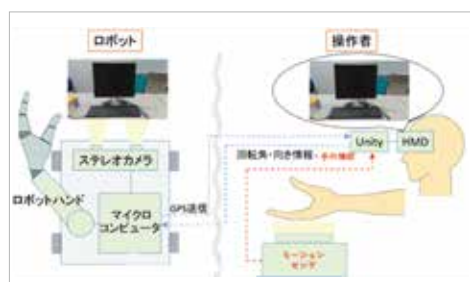 ロボット
操作者
ステレオカメラ
ロボットハンド
マイクロ
コンピュータ
GPS送信
Unity
HMD
回転角・向き情報・手の情報
モーション
センサ